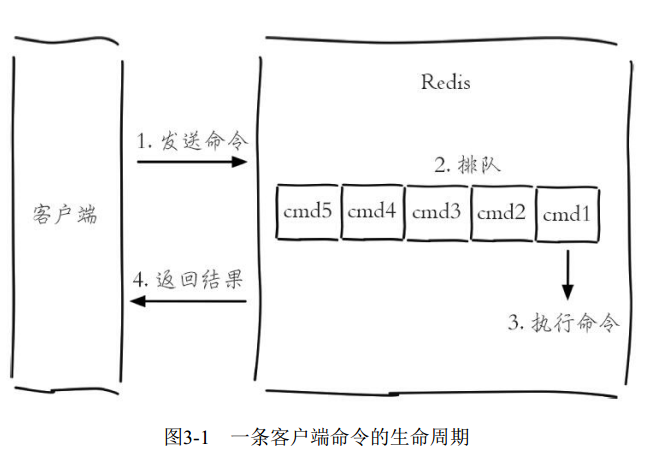 Redis
1. 发送命令
2. 排队
cmd5 cmd4 cmd3 cmd2 cmd1
客户端
4. 返回结果
3. 执行命令
图3-1 一条客户端命令的生命周期